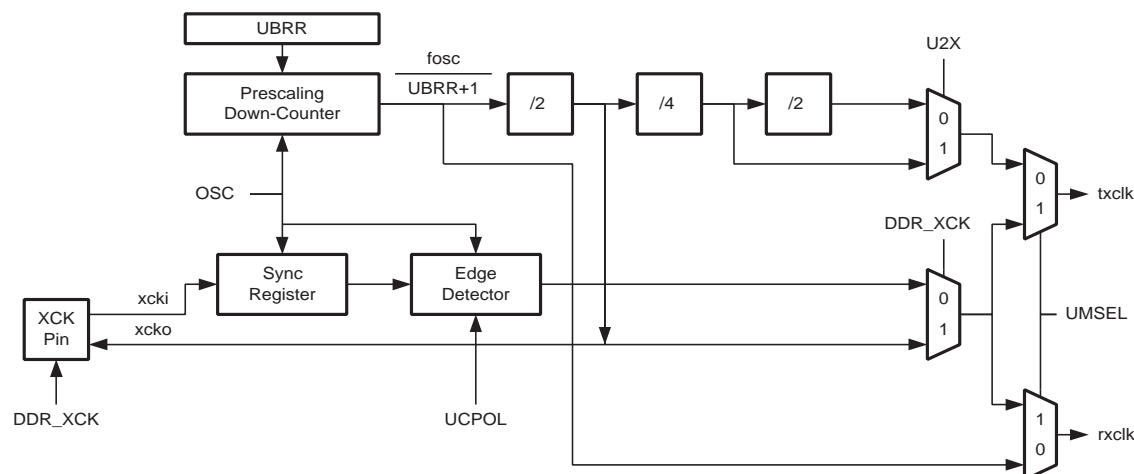 UBRR
U2X
fosc
Prescaling
Down-Counter
UBRR+1
/2
/4
/2
0
1
OSC
0
1
txclk
DDR_XCK
Sync
Register
Edge
Detector
0
1
xcki
XCK
Pin
xcko
UMSEL
DDR_XCK
UCPOL
1
0
rxclk